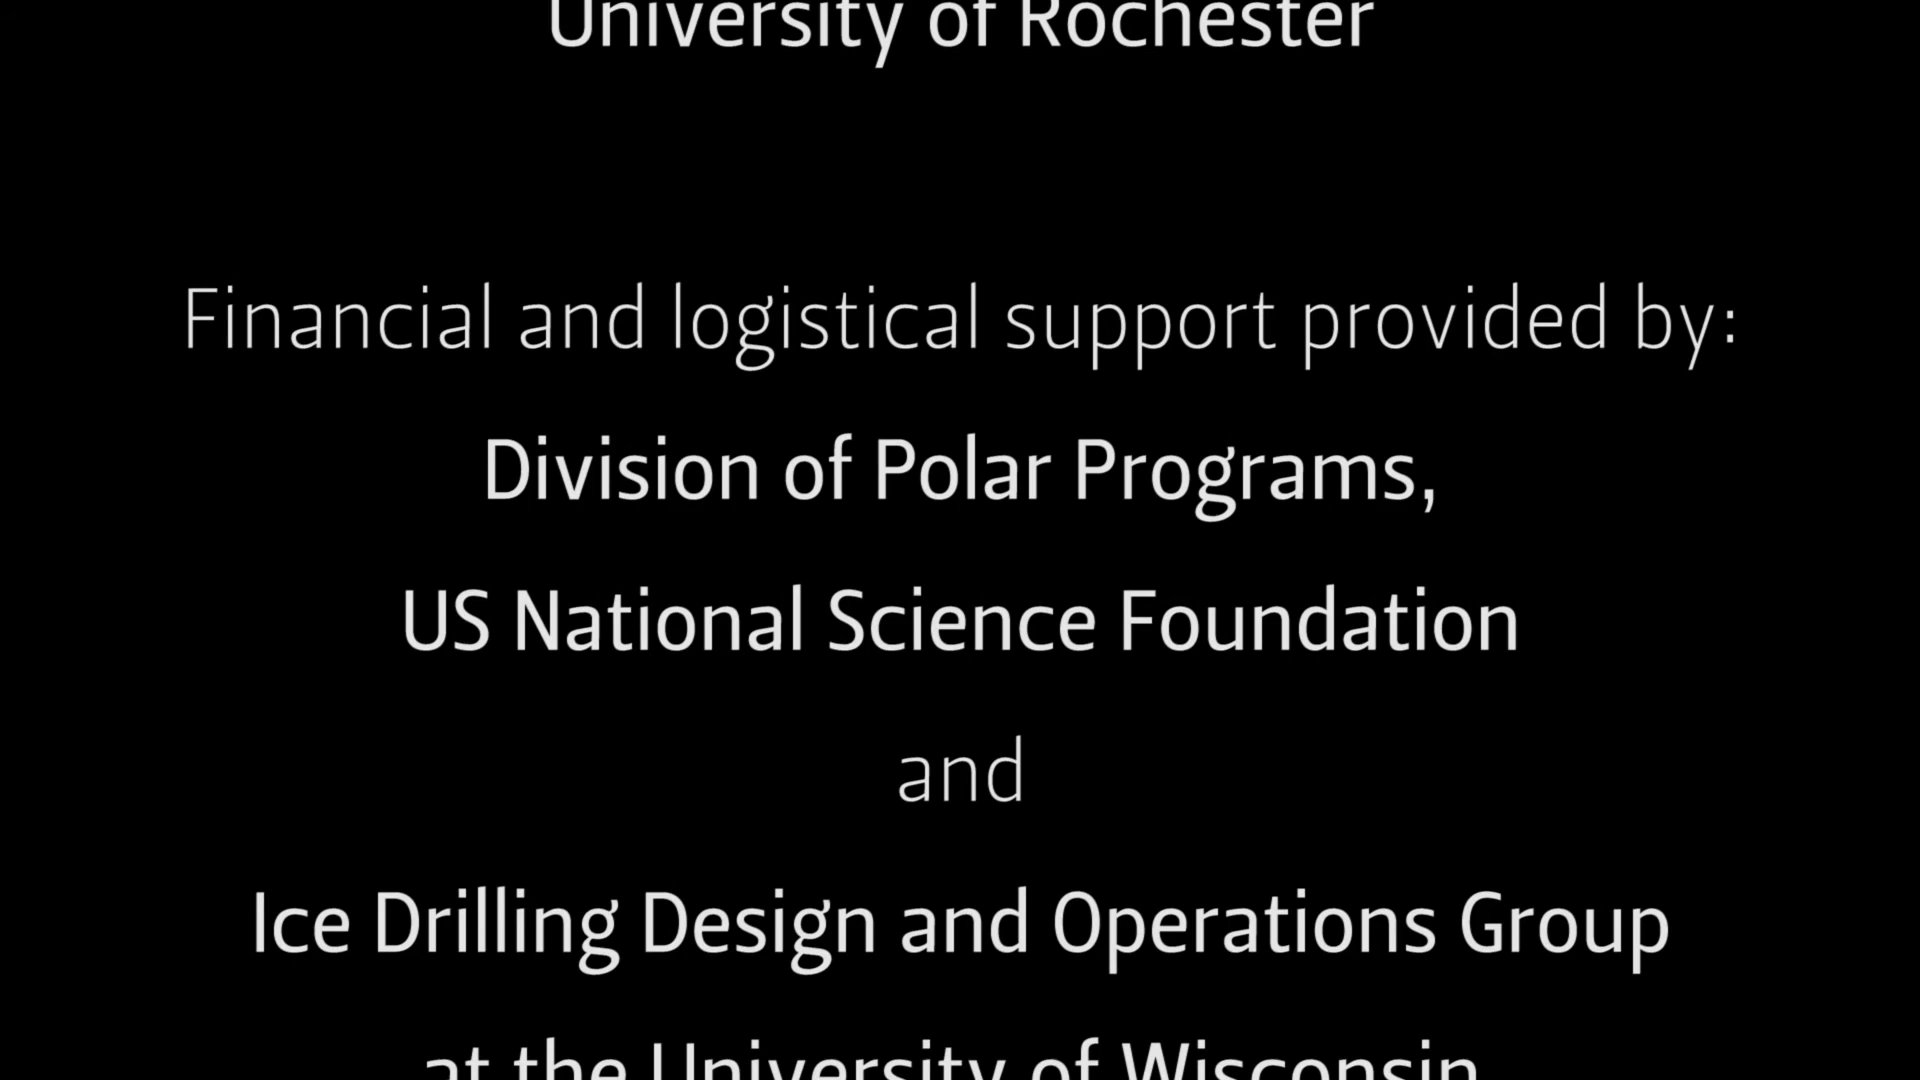 University of Rochester
Financial and logistical support provided by:
Division of Polar Programs,
US National Science Foundation
and
Ice Drilling Design and Operations Group
at the University of Wisconsin